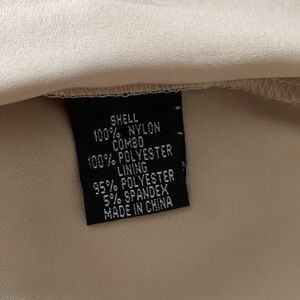 SHELL
100% NYLON
COMBO
100% POLYESTER
LINING
95% POLYESTER
5% SPANDEX
MADE IN CHINA